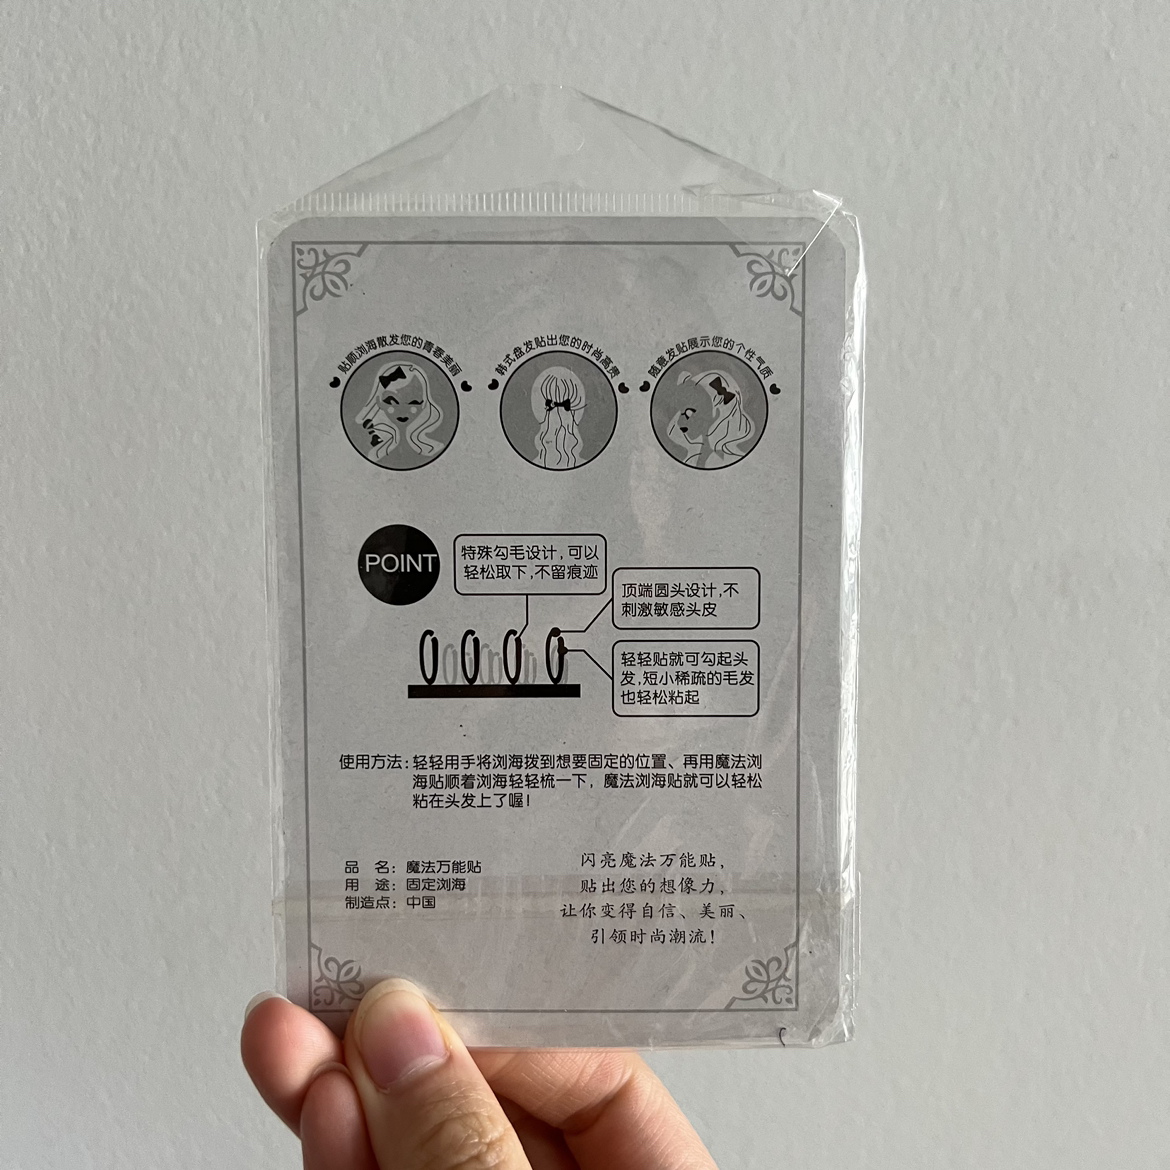 贴顺浏海散发您的青春美丽
韩式盘发贴出您的时尚高贵
随意发贴展示您的个性气质
POINT
特殊勾毛设计,可以
轻松取下,不留痕迹
顶端圆头设计,不
刺激敏感头皮
轻轻贴就可勾起头
发,短小稀疏的毛发
也轻松粘起
使用方法:轻轻用手将浏海拨到想要固定的位置、再用魔法浏
海贴顺着浏海轻轻梳一下，魔法浏海贴就可以轻松
粘在头发上了喔!
品 名：魔法万能贴
用 途：固定浏海
制造点：中国
闪亮魔法万能贴，
贴出您的想像力，
让你变得自信、美丽、
引领时尚潮流！